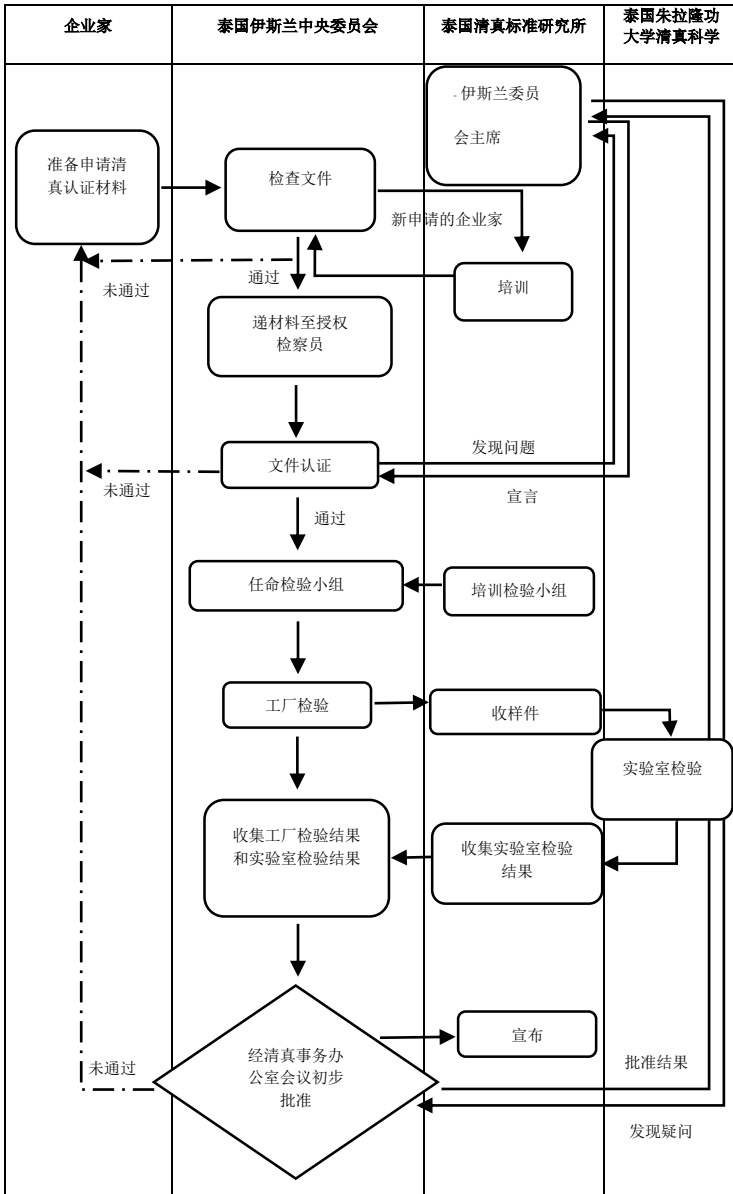 企业家
泰国伊斯兰中央委员会
泰国清真标准研究所
泰国朱拉隆功
大学清真科学
- 伊斯兰委员
会主席
准备申请清
真认证材料
检查文件
新申请的企业家
培训
通过
未通过
递材料至授权
检察员
文件认证
发现问题
宣言
未通过
通过
任命检验小组
培训检验小组
工厂检验
收样件
实验室检验
收集工厂检验结果
和实验室检验结果
收集实验室检验
结果
经清真事务办
公室会议初步
批准
宣布
未通过
批准结果
发现疑问